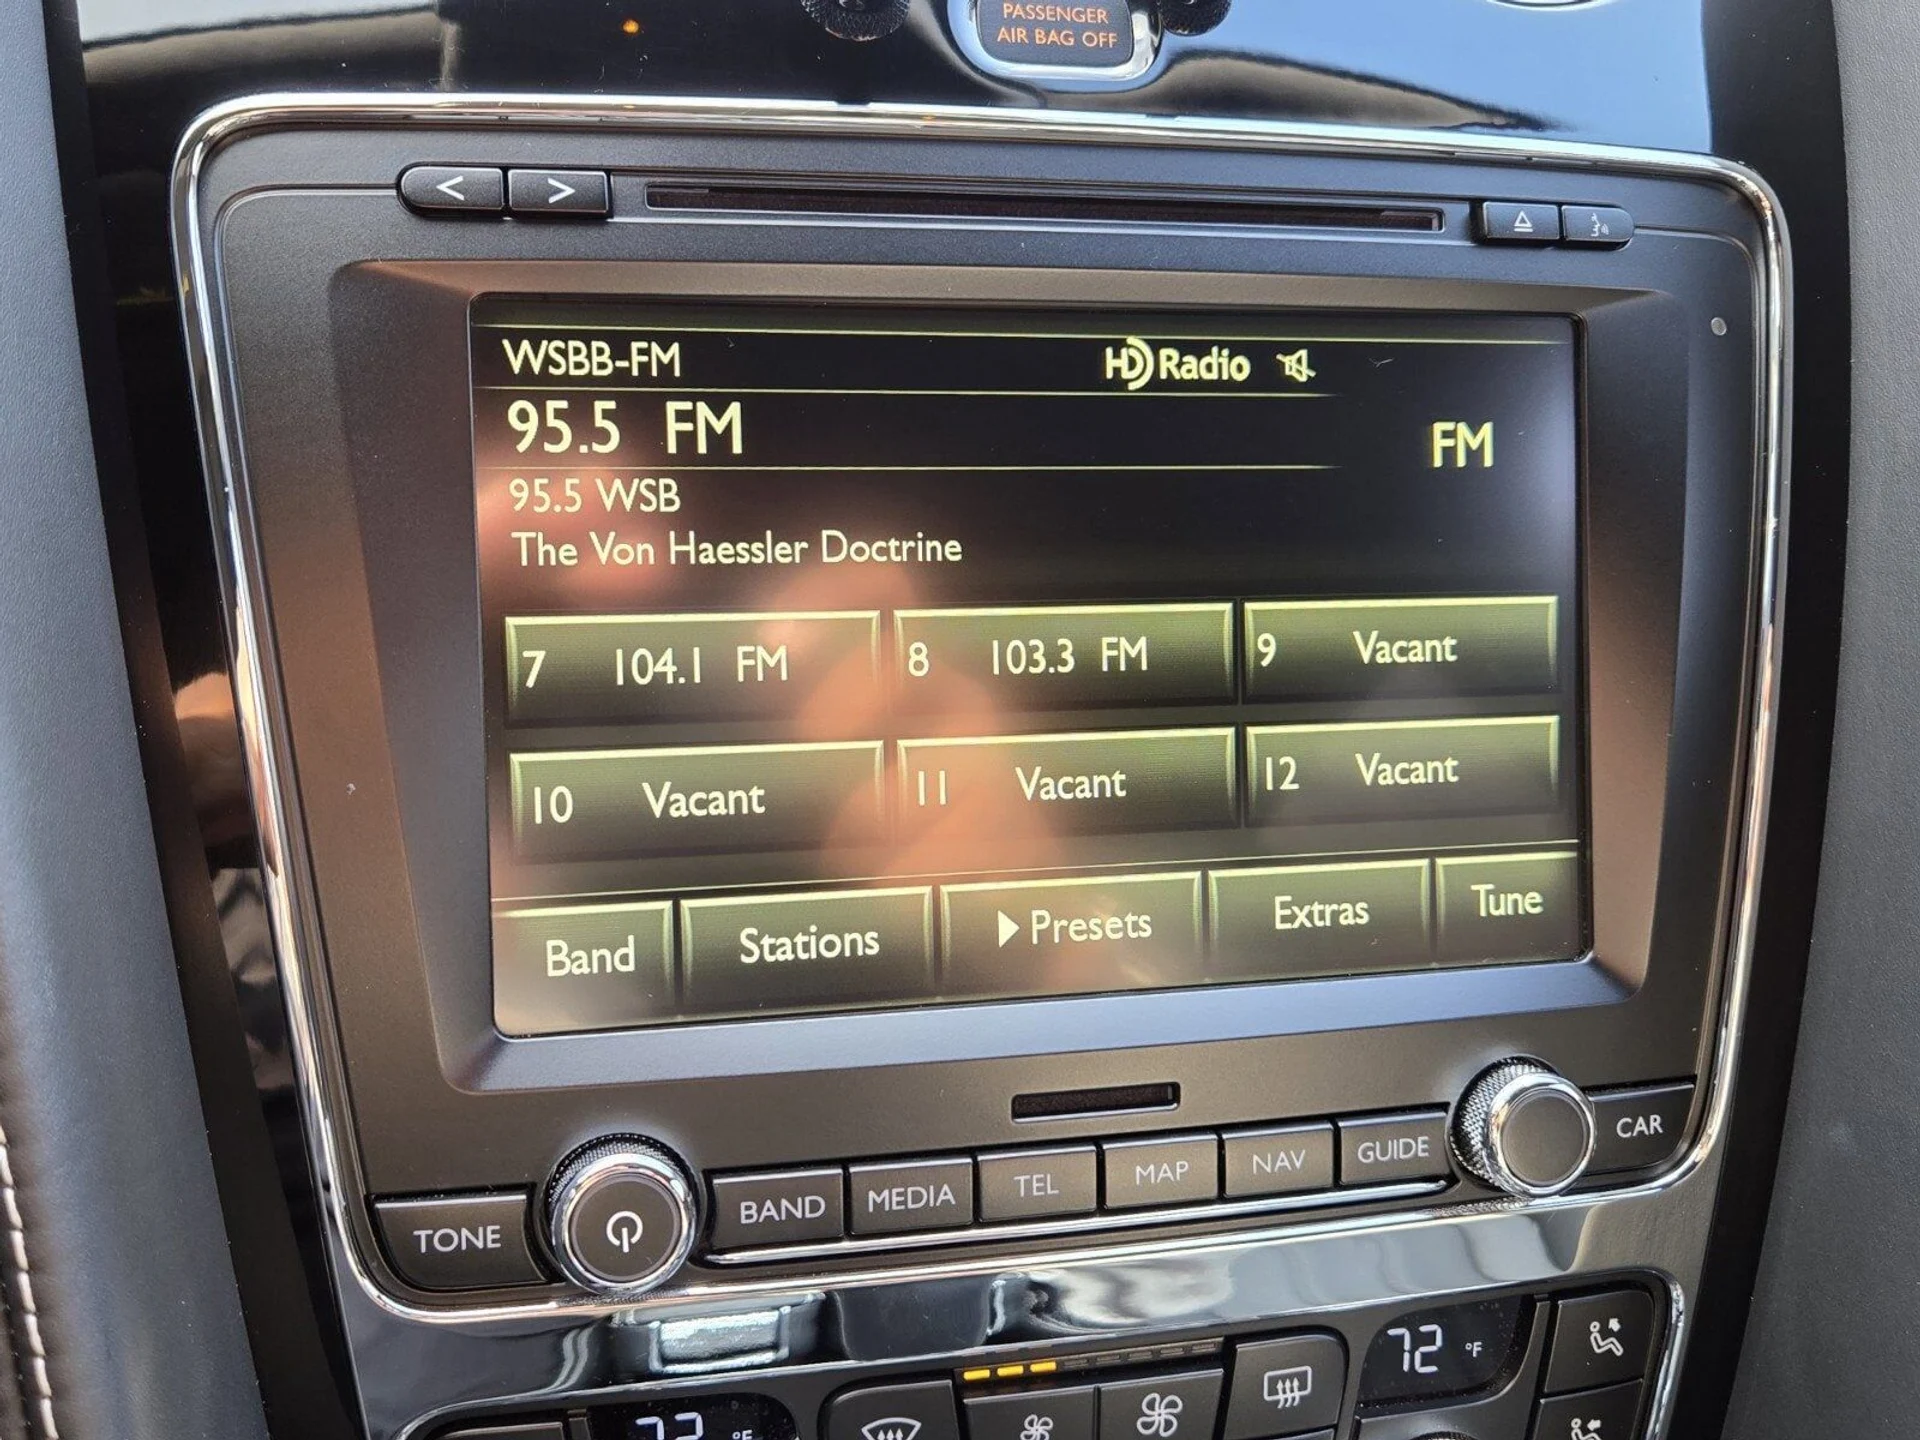 PASSENGER
AIR BAG OFF
< >
WSBB-FM HD Radio
95.5 FM
FM
95.5 WSB
The Von Haessler Doctrine
7 104.1 FM 8 103.3 FM 9 Vacant
10 Vacant 11 Vacant 12 Vacant
Band Stations Presets Extras Tune
TONE BAND MEDIA TEL MAP NAV GUIDE CAR
72 °F
72 °F